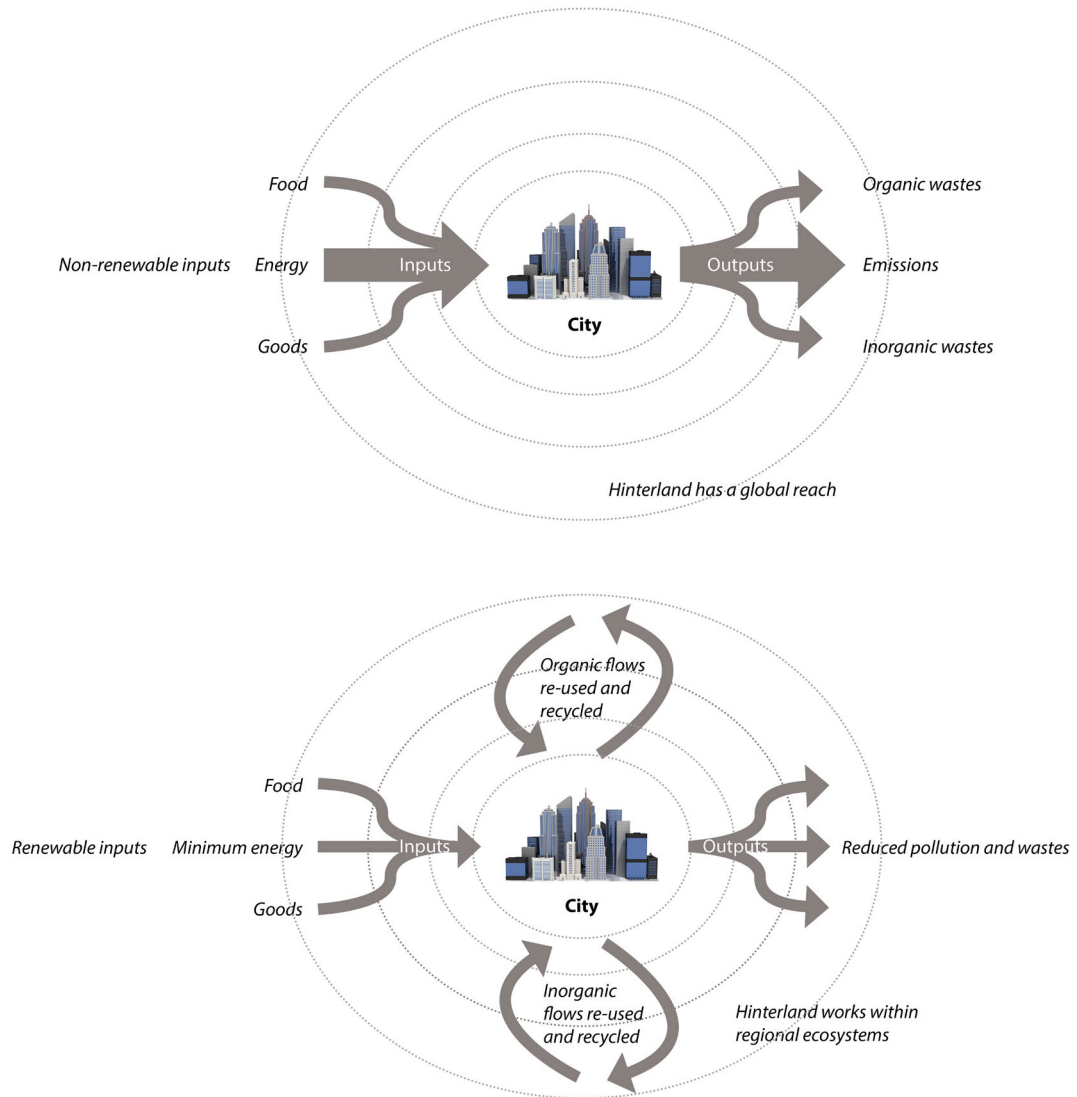 Food
Organic wastes
Non-renewable inputs
Energy
Inputs
Outputs
Emissions
City
Goods
Inorganic wastes
Hinterland has a global reach
Organic flows
re-used and
recycled
Food
Renewable inputs
Minimum energy
Inputs
Outputs
Reduced pollution and wastes
Goods
City
Inorganic
flows re-used
and recycled
Hinterland works within
regional ecosystems